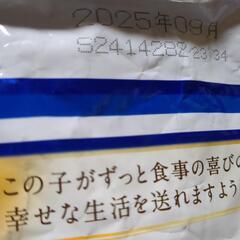 2025年09月
S2414282 23:34
この子がずっと食事の喜びの
幸せな生活を送れますよう